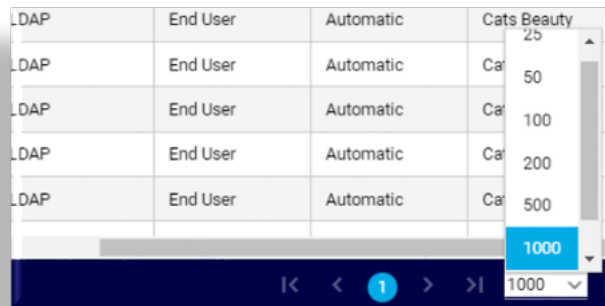 LDAP End User Automatic Cats Beauty
25
LDAP End User Automatic Cat
50
LDAP End User Automatic Cat
100
LDAP End User Automatic Cat
200
LDAP End User Automatic Cat
500
1000
1 1000